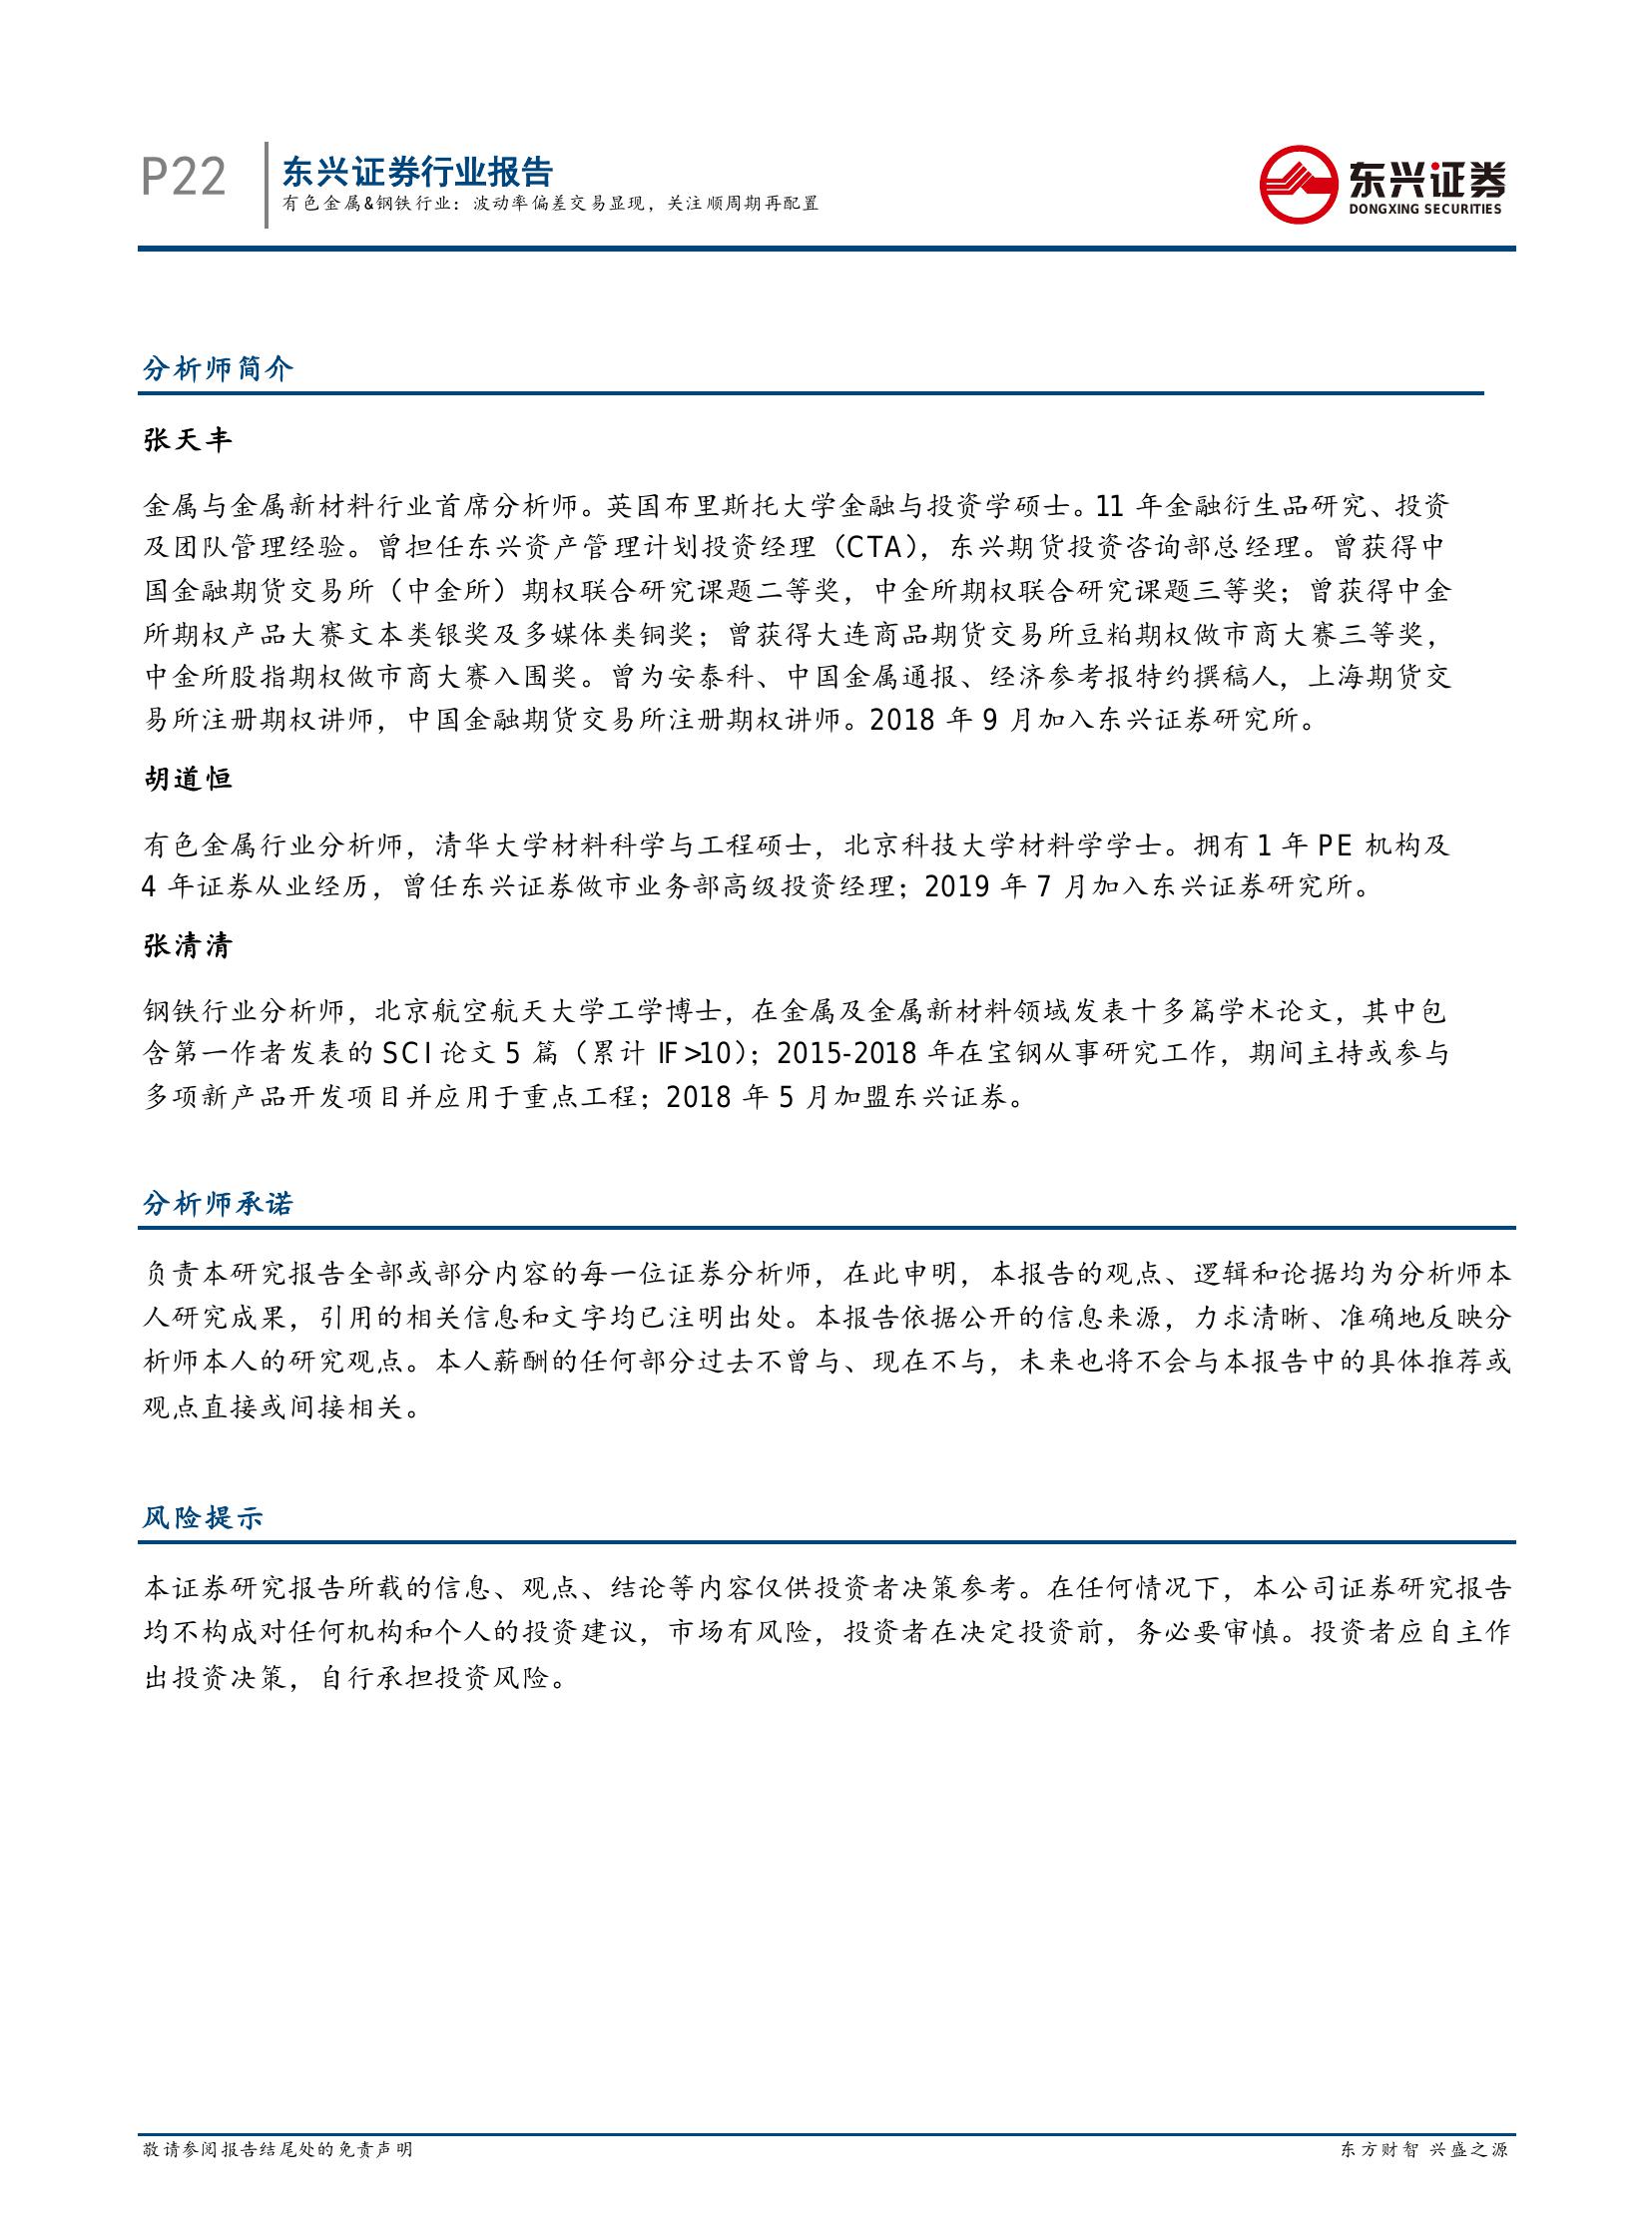 P22
东兴证券行业报告
有色金属&钢铁行业：波动率偏差交易显现，关注顺周期再配置
东兴证券
DONGXING SECURITIES
分析师简介
张天丰
金属与金属新材料行业首席分析师。英国布里斯托大学金融与投资学硕士。11 年金融衍生品研究、投资
及团队管理经验。曾担任东兴资产管理计划投资经理（CTA），东兴期货投资咨询部总经理。曾获得中
国金融期货交易所（中金所）期权联合研究课题二等奖，中金所期权联合研究课题三等奖；曾获得中金
所期权产品大赛文本类银奖及多媒体类铜奖；曾获得大连商品期货交易所豆粕期权做市商大赛三等奖，
中金所股指期权做市商大赛入围奖。曾为安泰科、中国金属通报、经济参考报特约撰稿人，上海期货交
易所注册期权讲师，中国金融期货交易所注册期权讲师。2018 年 9 月加入东兴证券研究所。
胡道恒
有色金属行业分析师，清华大学材料科学与工程硕士，北京科技大学材料学学士。拥有 1 年 PE 机构及
4 年证券从业经历，曾任东兴证券做市业务部高级投资经理；2019 年 7 月加入东兴证券研究所。
张清清
钢铁行业分析师，北京航空航天大学工学博士，在金属及金属新材料领域发表十多篇学术论文，其中包
含第一作者发表的 SCI 论文 5 篇（累计 IF>10）；2015-2018 年在宝钢从事研究工作，期间主持或参与
多项新产品开发项目并应用于重点工程；2018 年 5 月加盟东兴证券。
分析师承诺
负责本研究报告全部或部分内容的每一位证券分析师，在此申明，本报告的观点、逻辑和论据均为分析师本
人研究成果，引用的相关信息和文字均已注明出处。本报告依据公开的信息来源，力求清晰、准确地反映分
析师本人的研究观点。本人薪酬的任何部分过去不曾与、现在不与，未来也将不会与本报告中的具体推荐或
观点直接或间接相关。
风险提示
本证券研究报告所载的信息、观点、结论等内容仅供投资者决策参考。在任何情况下，本公司证券研究报告
均不构成对任何机构和个人的投资建议，市场有风险，投资者在决定投资前，务必要审慎。投资者应自主作
出投资决策，自行承担投资风险。
敬请参阅报告结尾处的免责声明
东方财智 兴盛之源